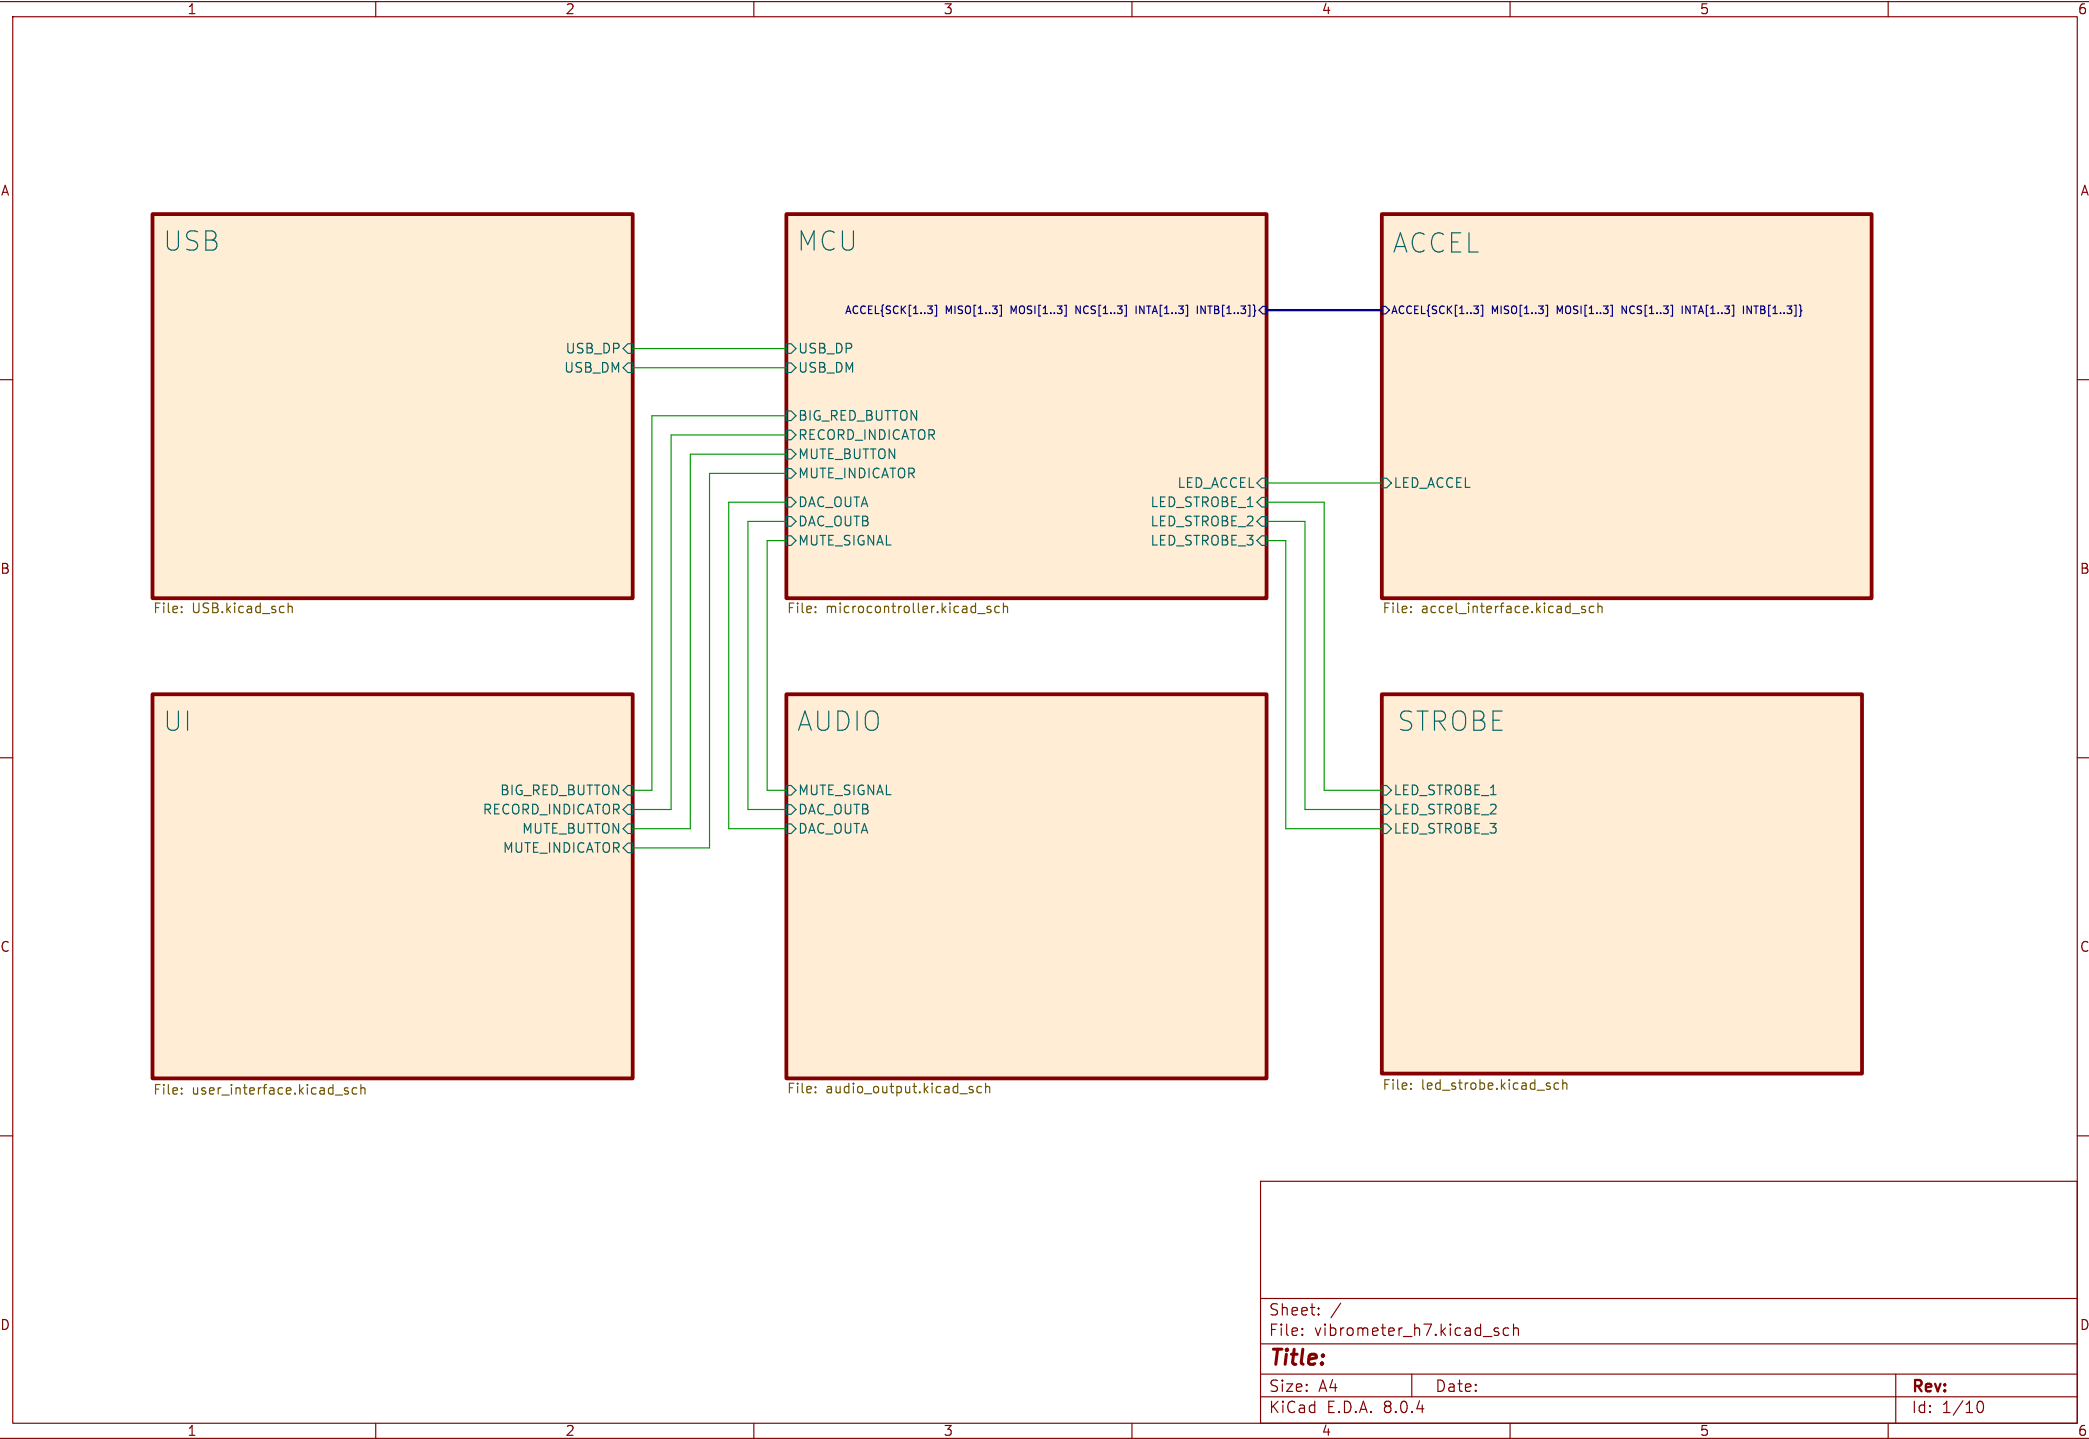 1 2 3 4 5 6
A A
B B
C C
D D
USB
USB_DP
USB_DM
File: USB.kicad_sch
MCU
ACCEL{SCK[1..3] MISO[1..3] MOSI[1..3] NCS[1..3] INTA[1..3] INTB[1..3]}
USB_DP
USB_DM
BIG_RED_BUTTON
RECORD_INDICATOR
MUTE_BUTTON
MUTE_INDICATOR
DAC_OUTA
DAC_OUTB
MUTE_SIGNAL
LED_ACCEL
LED_STROBE_1
LED_STROBE_2
LED_STROBE_3
File: microcontroller.kicad_sch
ACCEL
ACCEL{SCK[1..3] MISO[1..3] MOSI[1..3] NCS[1..3] INTA[1..3] INTB[1..3]}
LED_ACCEL
File: accel_interface.kicad_sch
UI
BIG_RED_BUTTON
RECORD_INDICATOR
MUTE_BUTTON
MUTE_INDICATOR
File: user_interface.kicad_sch
AUDIO
MUTE_SIGNAL
DAC_OUTB
DAC_OUTA
File: audio_output.kicad_sch
STROBE
LED_STROBE_1
LED_STROBE_2
LED_STROBE_3
File: led_strobe.kicad_sch
Sheet: /
File: vibrometer_h7.kicad_sch
Title:
Size: A4 Date: Rev:
KiCad E.D.A. 8.0.4 Id: 1/10
1 2 3 4 5 6